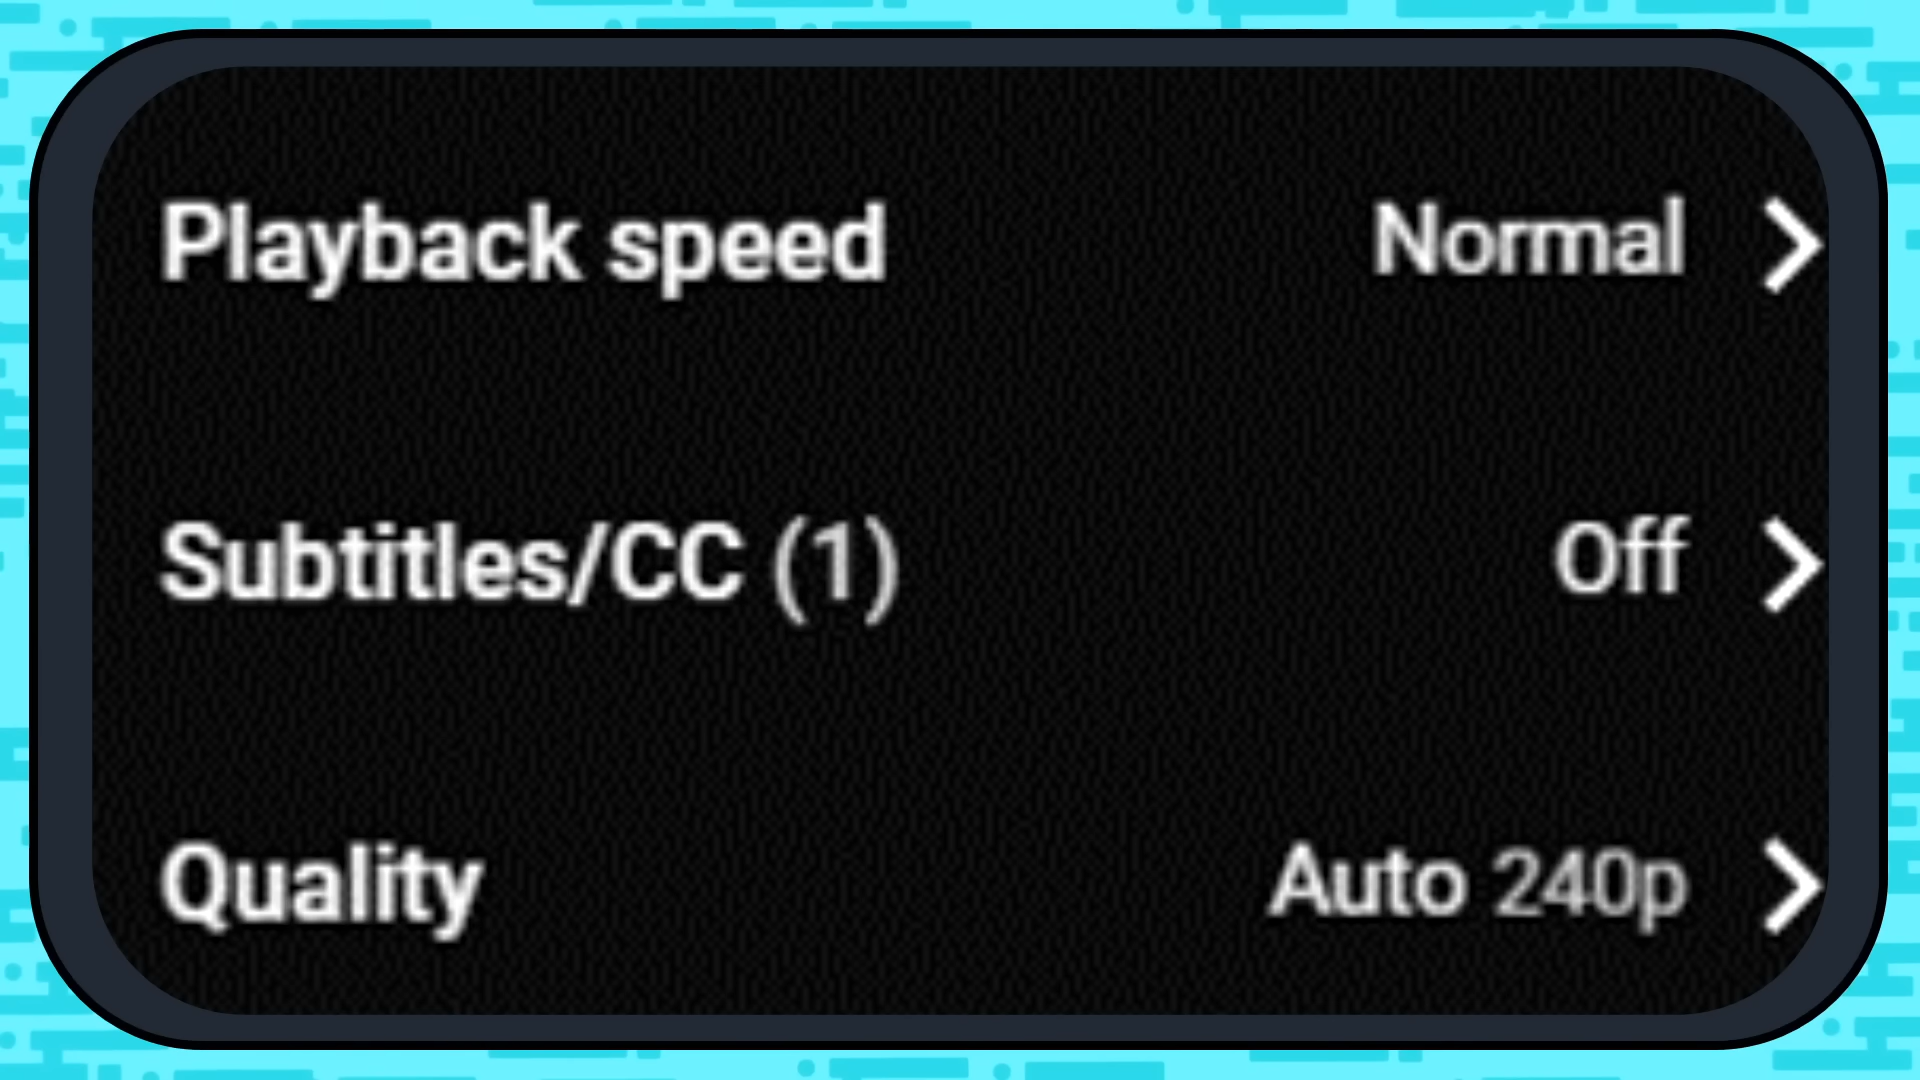 Playback speed Normal
Subtitles/CC (1) Off
Quality Auto 240p